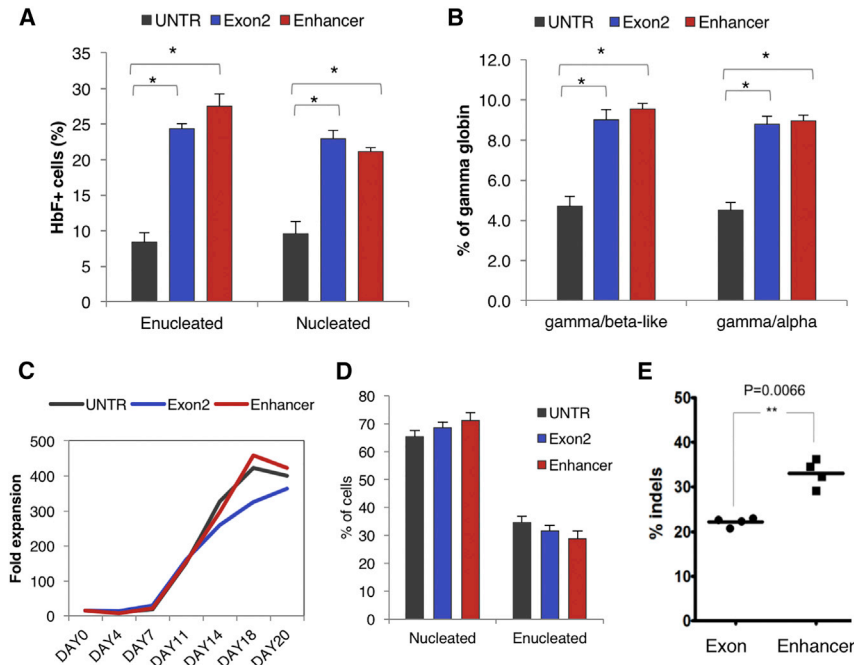 A
UNTR Exon2 Enhancer
HbF+ cells (%)
35
30
25
20
15
10
5
0
*
*
*
*
Enucleated Nucleated
B
UNTR Exon2 Enhancer
% of gamma globin
12.0
10.0
8.0
6.0
4.0
2.0
0.0
*
*
*
*
gamma/beta-like gamma/alpha
C
UNTR Exon2 Enhancer
Fold expansion
500
400
300
200
100
0
DAY0 DAY4 DAY7 DAY11 DAY14 DAY18 DAY20
D
% of cells
80
70
60
50
40
30
20
10
0
UNTR
Exon2
Enhancer
Nucleated Enucleated
E
P=0.0066
**
% indels
50
40
30
20
10
0
Exon Enhancer